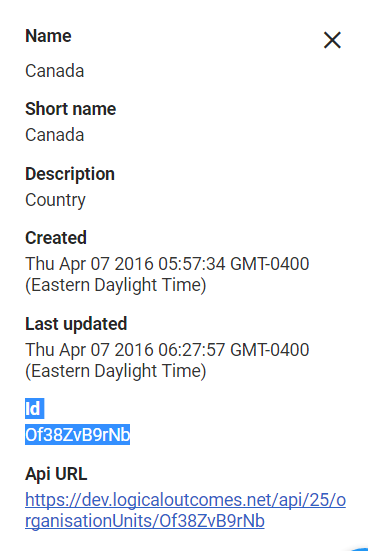 Name
Canada
Short name
Canada
Description
Country
Created
Thu Apr 07 2016 05:57:34 GMT-0400
(Eastern Daylight Time)
Last updated
Thu Apr 07 2016 06:27:57 GMT-0400
(Eastern Daylight Time)
Id
Of38ZvB9rNb
Api URL
https://dev.logicaloutcomes.net/api/25/o
rganisationUnits/Of38ZvB9rNb